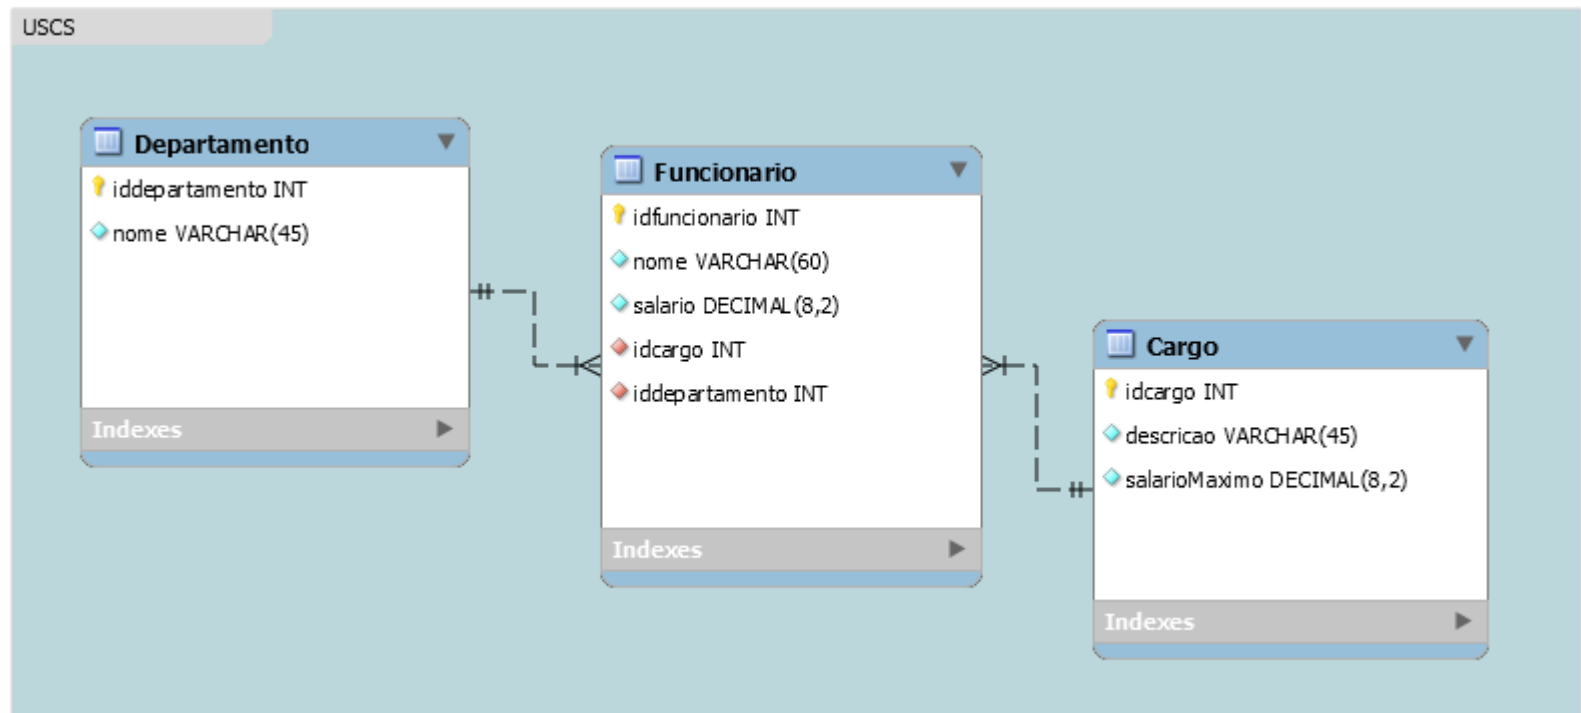 USCS
Departamento
iddepartamento INT
nome VARCHAR(45)
Indexes
Funcionario
idfuncionario INT
nome VARCHAR(60)
salario DECIMAL(8,2)
idcargo INT
iddepartamento INT
Indexes
Cargo
idcargo INT
descricao VARCHAR(45)
salarioMaximo DECIMAL(8,2)
Indexes